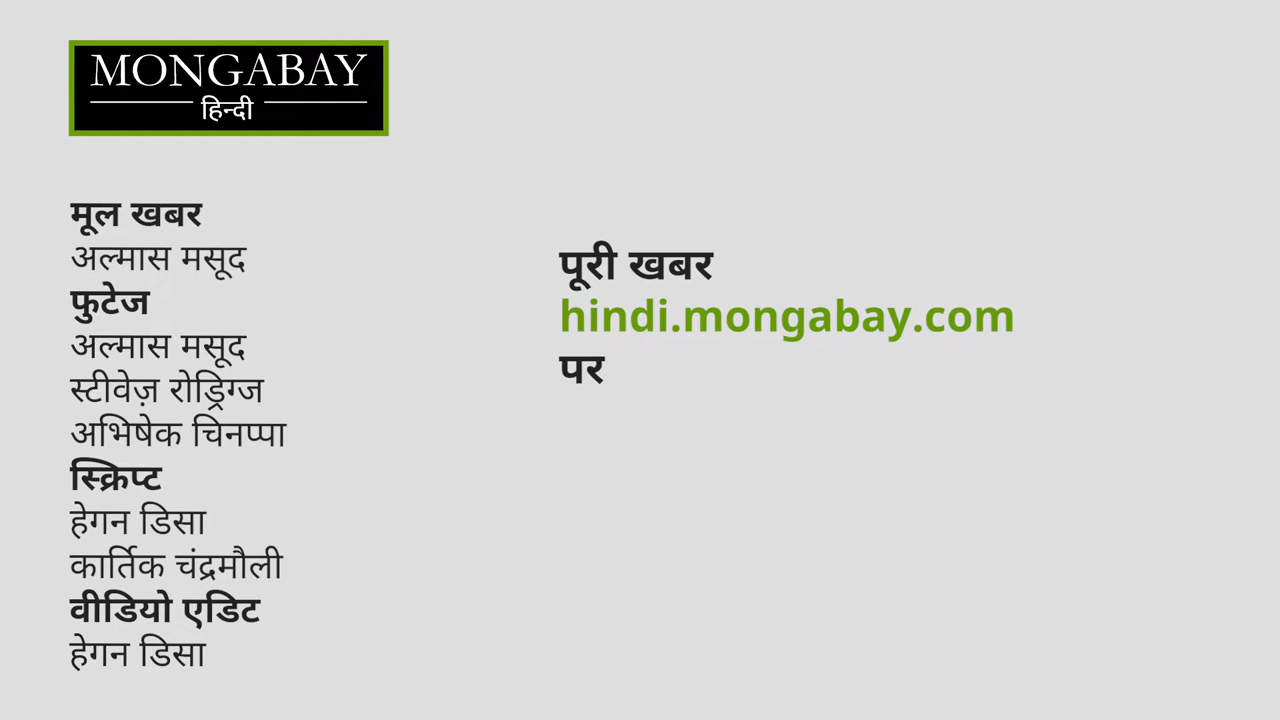 MONGABAY
हिन्दी
मूल खबर
अल्मास मसूद
फुटेज
अल्मास मसूद
स्टीवेज़ रोड्रिग्ज
अभिषेक चिनप्पा
स्क्रिप्ट
हेगन डिसा
कार्तिक चंद्रमौली
वीडियो एडिट
हेगन डिसा
पूरी खबर
hindi.mongabay.com
पर